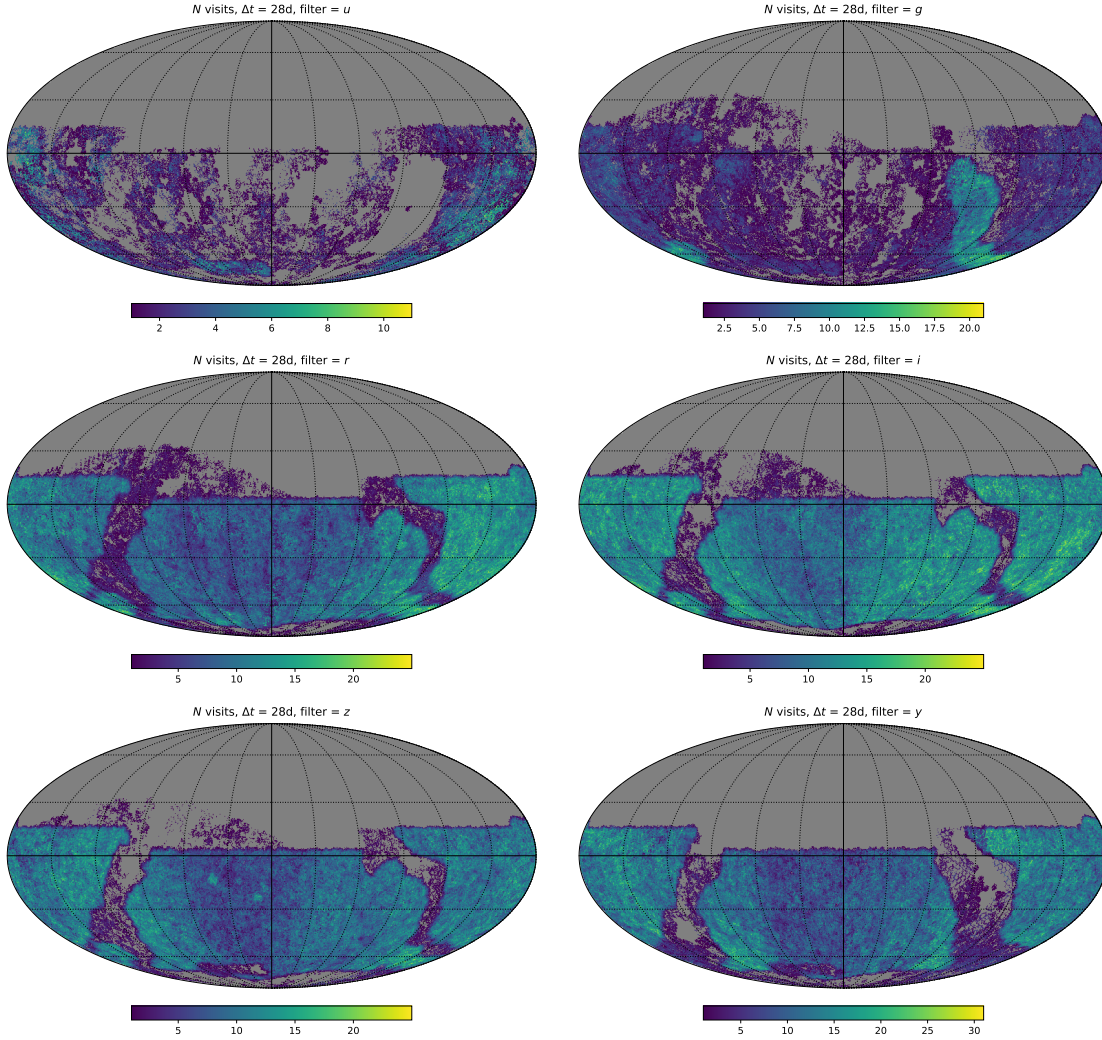 N visits, Δt = 28d, filter = u
N visits, Δt = 28d, filter = g
2 4 6 8 10
2.5 5.0 7.5 10.0 12.5 15.0 17.5 20.0
N visits, Δt = 28d, filter = r
N visits, Δt = 28d, filter = i
5 10 15 20
5 10 15 20
N visits, Δt = 28d, filter = z
N visits, Δt = 28d, filter = y
5 10 15 20
5 10 15 20 25 30